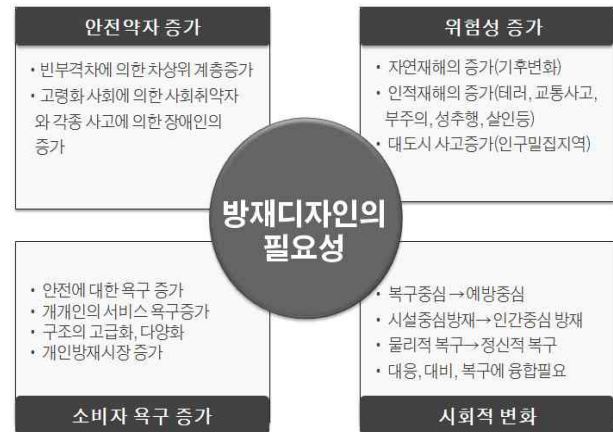 안전약자 증가
• 빈부격차에 의한 차상위 계층증가
• 고령화 사회에 의한 사회취약자
와 각종 사고에 의한 장애인의
증가
위험성 증가
• 자연재해의 증가(기후변화)
• 인적재해의 증가(테러, 교통사고,
부주의, 성추행, 살인등)
• 대도시 사고증가(인구밀집지역)
방재디자인의
필요성
• 안전에 대한 욕구 증가
• 개개인의 서비스 욕구증가
• 구조의 고급화, 다양화
• 개인방재시장 증가
소비자 욕구 증가
• 복구중심→예방중심
• 시설중심방재→인간중심 방재
• 물리적 복구→정신적 복구
• 대응, 대비, 복구에 융합필요
시회적 변화